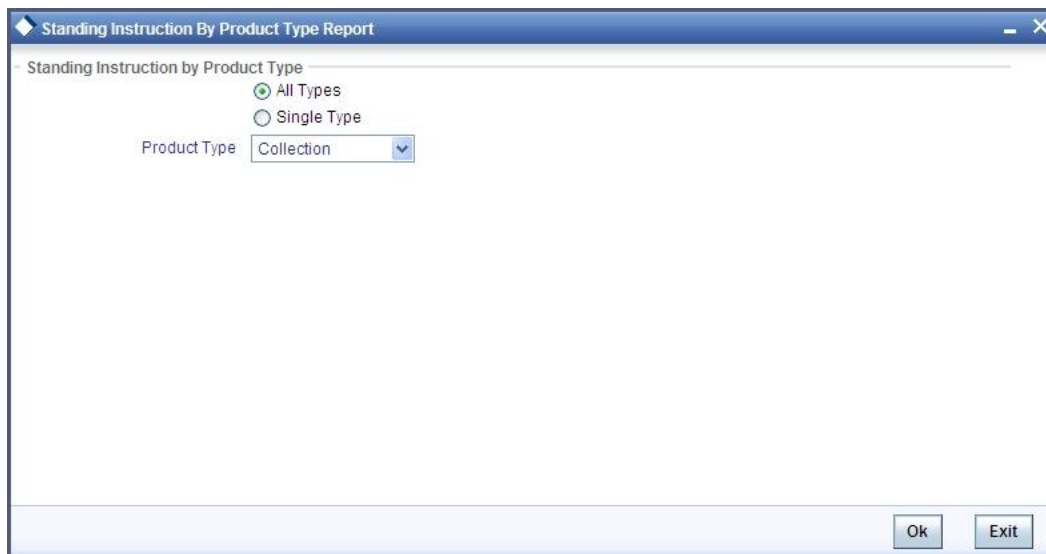 Standing Instruction By Product Type Report
Standing Instruction by Product Type
All Types
Single Type
Product Type Collection
Ok Exit